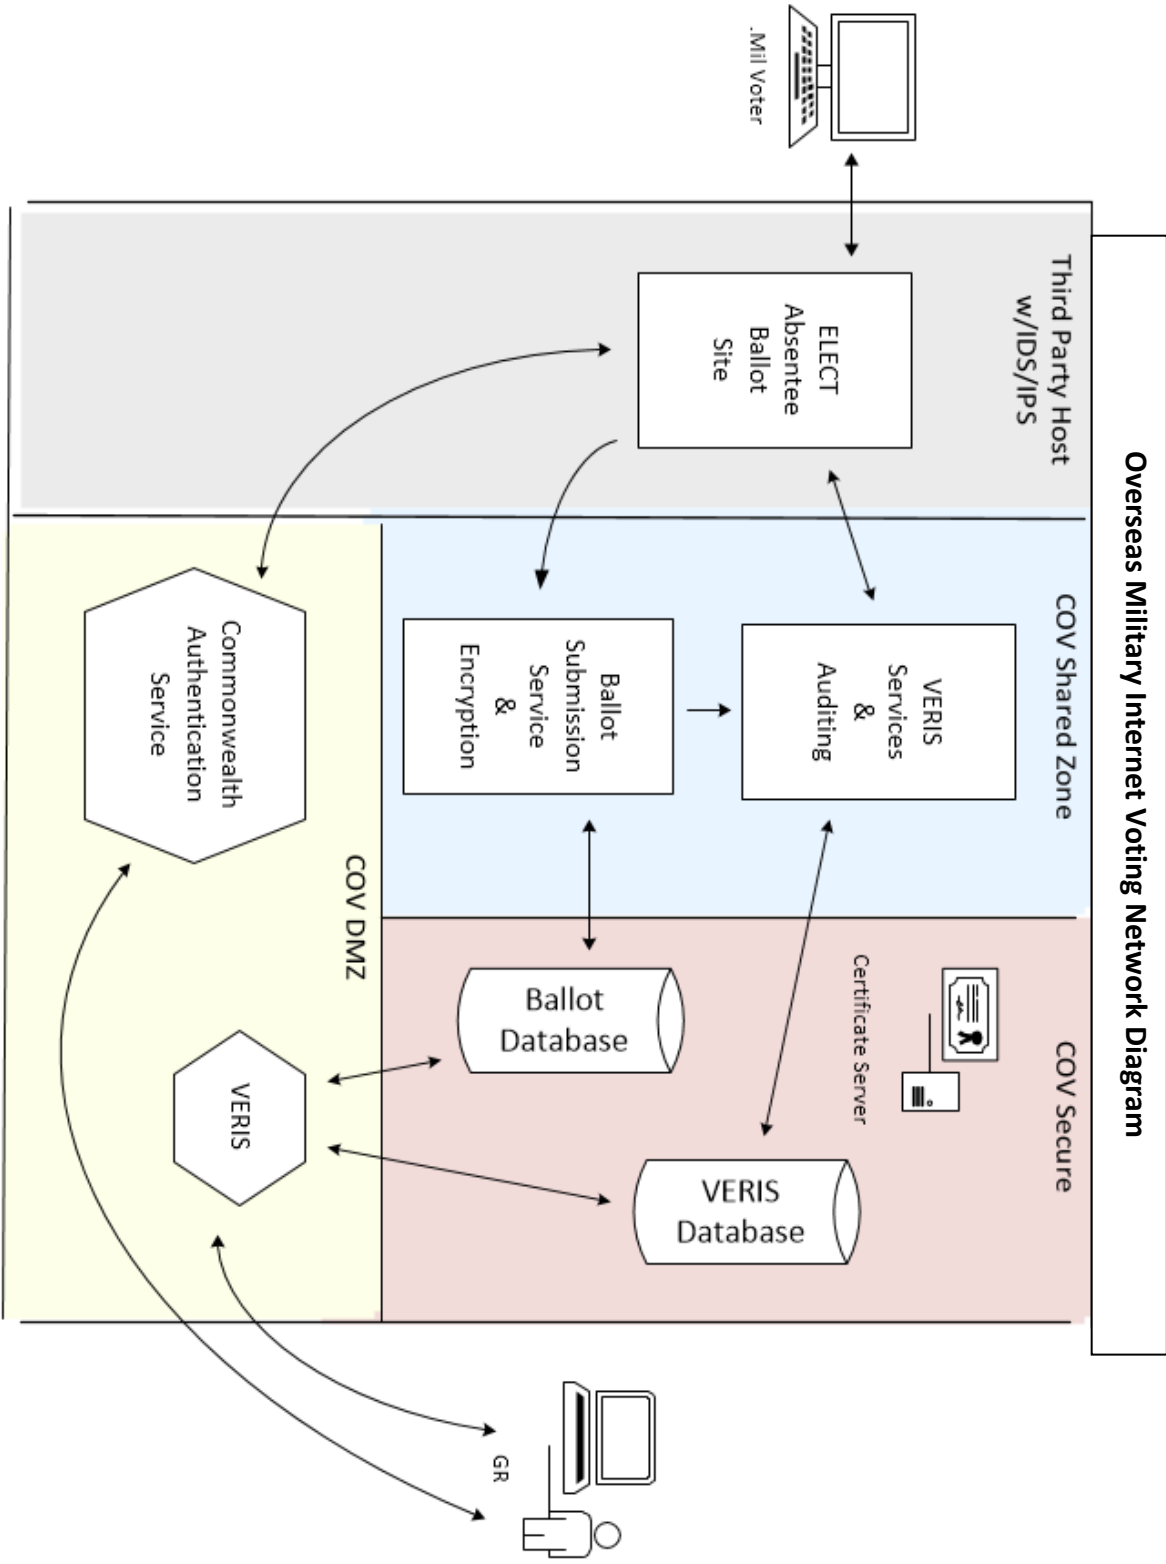 Overseas Military Internet Voting Network Diagram
.Mil Voter
Third Party Host
w/IDS/IPS
ELECT
Absentee
Ballot
Site
COV Shared Zone
VERIS
Services
&
Auditing
Ballot
Submission
Service
&
Encryption
COV Secure
Certificate Server
Ballot
Database
VERIS
Database
COV DMZ
Commonwealth
Authentication
Service
VERIS
GR